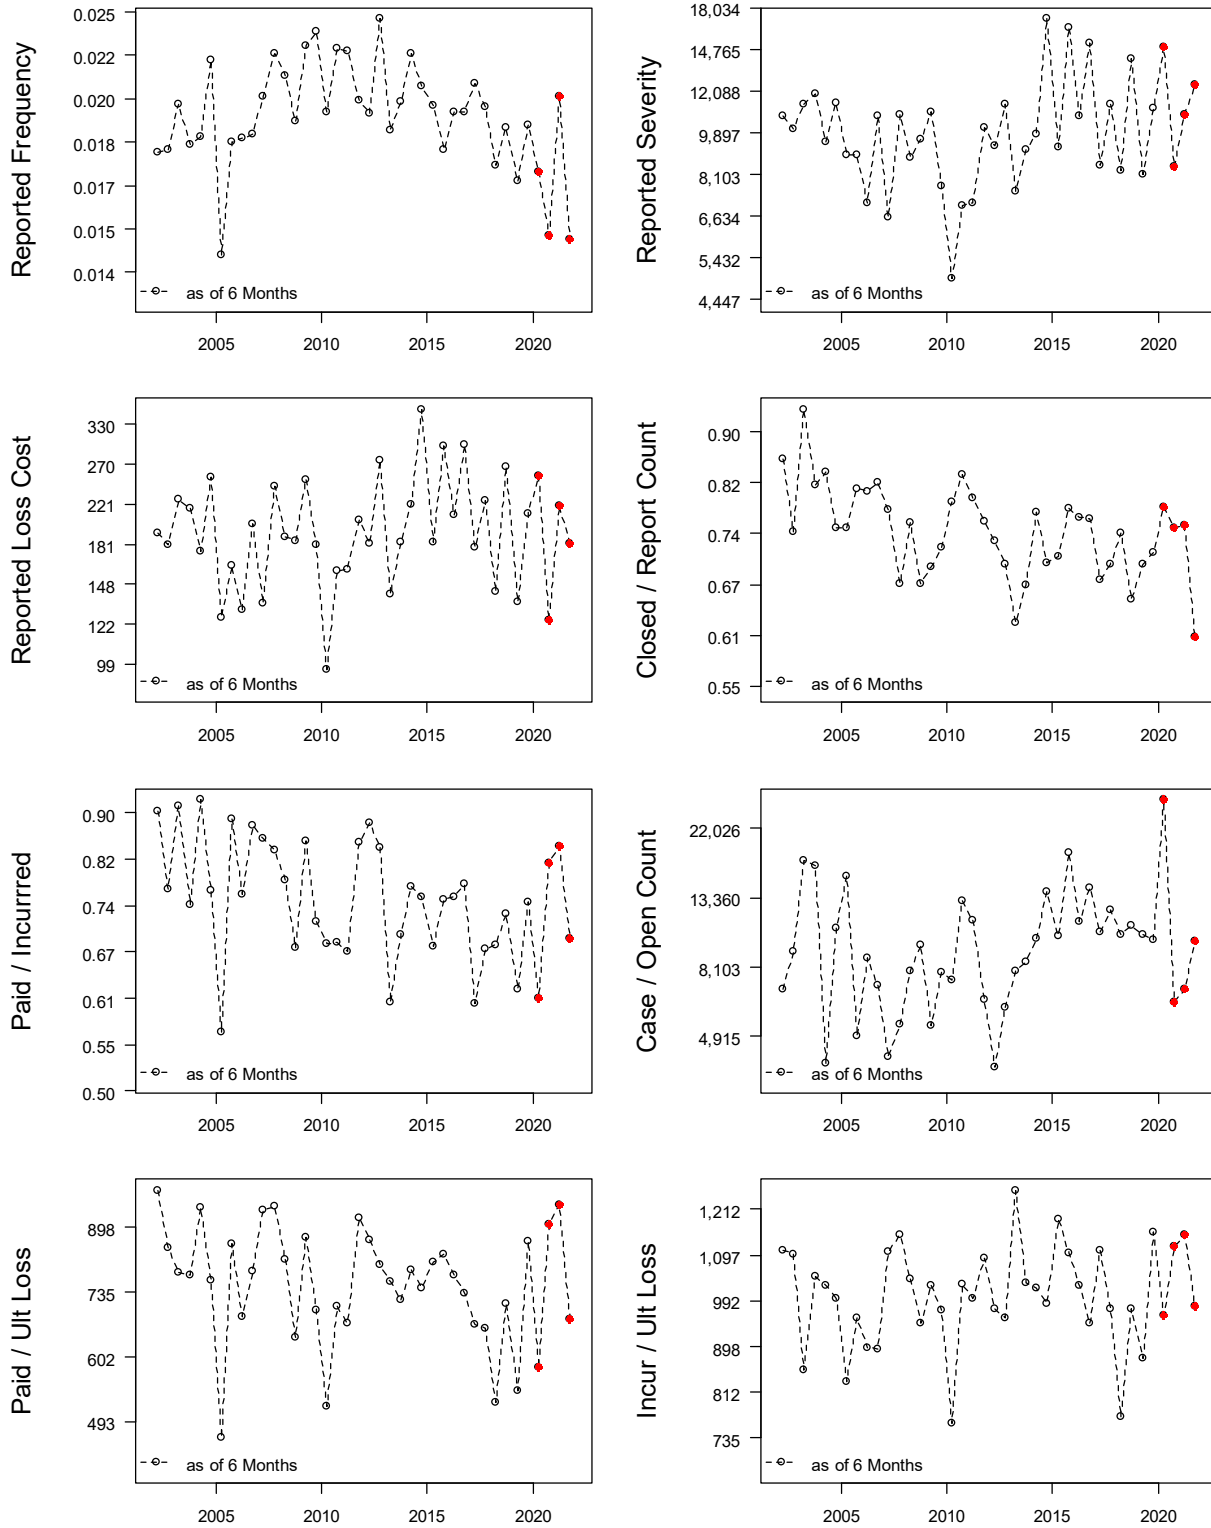 Reported Frequency
0.025
0.022
0.020
0.018
0.017
0.015
0.014
as of 6 Months
2005 2010 2015 2020
Reported Severity
18,034
14,765
12,088
9,897
8,103
6,634
5,432
4,447
as of 6 Months
2005 2010 2015 2020
Reported Loss Cost
330
270
221
181
148
122
99
as of 6 Months
2005 2010 2015 2020
Closed / Report Count
0.90
0.82
0.74
0.67
0.61
0.55
as of 6 Months
2005 2010 2015 2020
Paid / Incurrred
0.90
0.82
0.74
0.67
0.61
0.55
0.50
as of 6 Months
2005 2010 2015 2020
Case / Open Count
22,026
13,360
8,103
4,915
as of 6 Months
2005 2010 2015 2020
Paid / Ult Loss
898
735
602
493
as of 6 Months
2005 2010 2015 2020
Incur / Ult Loss
1,212
1,097
992
898
812
735
as of 6 Months
2005 2010 2015 2020